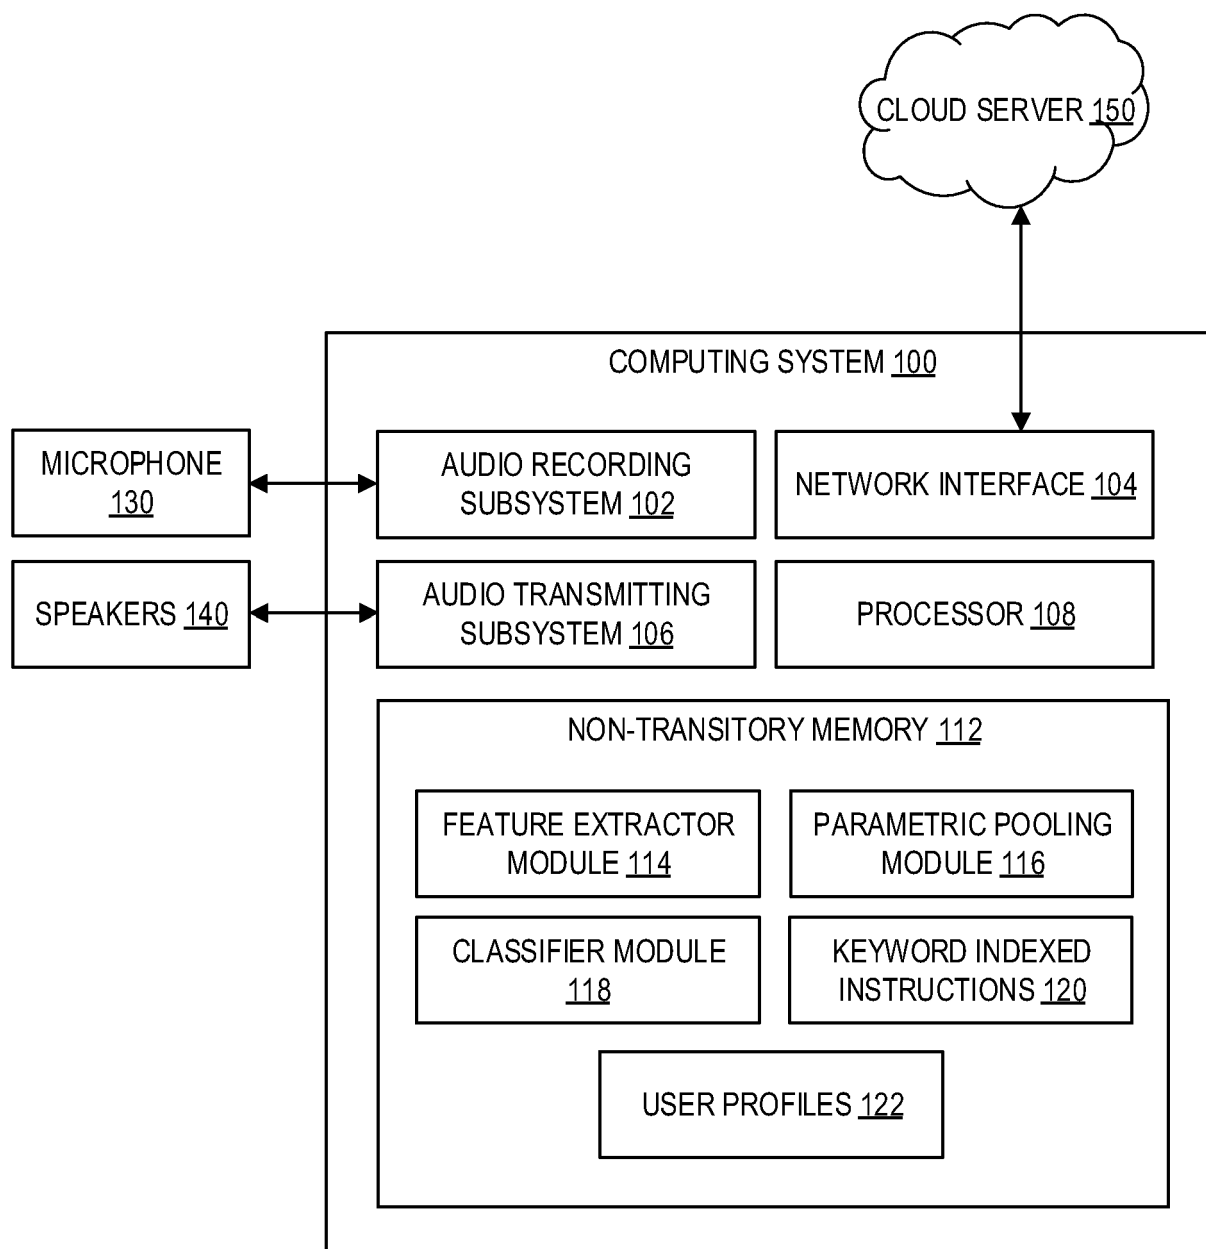 CLOUD SERVER 150
COMPUTING SYSTEM 100
MICROPHONE
130
AUDIO RECORDING
SUBSYSTEM 102
NETWORK INTERFACE 104
SPEAKERS 140
AUDIO TRANSMITTING
SUBSYSTEM 106
PROCESSOR 108
NON-TRANSITORY MEMORY 112
FEATURE EXTRACTOR
MODULE 114
PARAMETRIC POOLING
MODULE 116
CLASSIFIER MODULE
118
KEYWORD INDEXED
INSTRUCTIONS 120
USER PROFILES 122